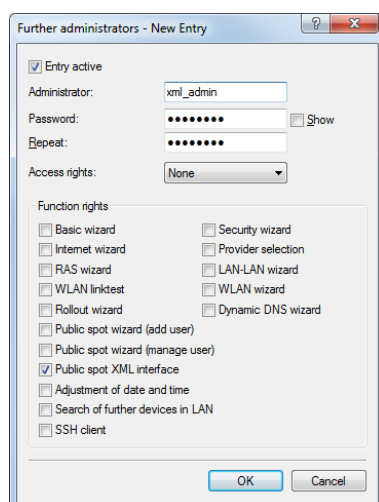 Further administrators - New Entry
Entry active
Administrator: xml_admin
Password: ●●●●●●●● Show
Repeat: ●●●●●●●●
Access rights: None
Function rights
Basic wizard Security wizard
Internet wizard Provider selection
RAS wizard LAN-LAN wizard
WLAN linktest WLAN wizard
Rollout wizard Dynamic DNS wizard
Public spot wizard (add user)
Public spot wizard (manage user)
Public spot XML interface
Adjustment of date and time
Search of further devices in LAN
SSH client
OK Cancel